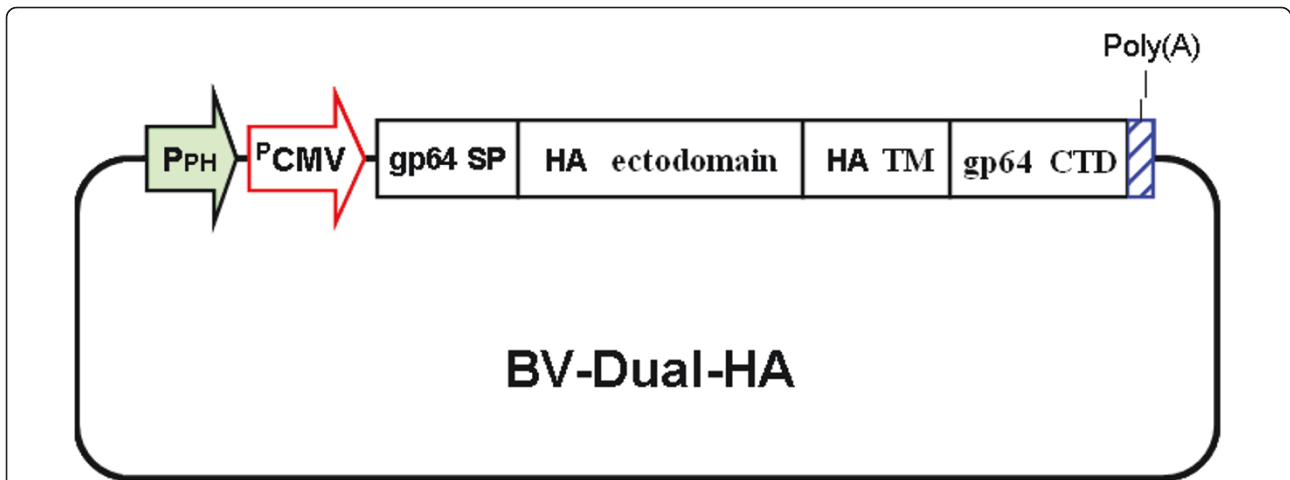 Poly(A)
PPH PCMV gp64 SP HA ectodomain HA TM gp64 CTD
BV-Dual-HA